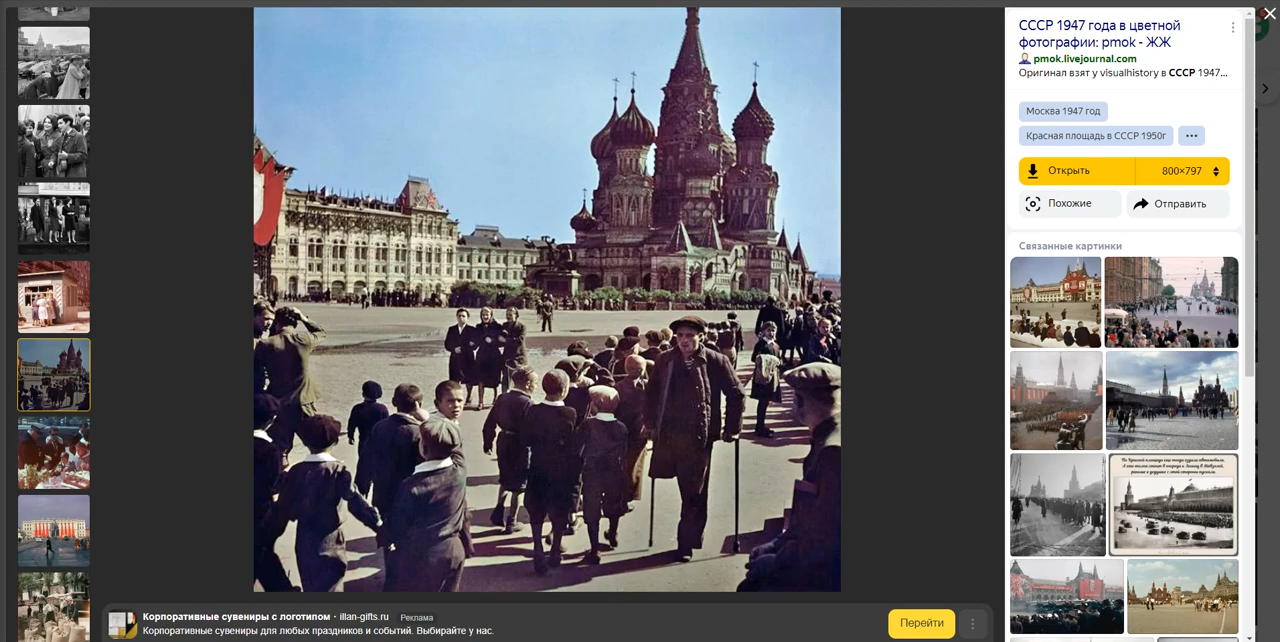 СССР 1947 года в цветной
фотографии: pmok - ЖЖ
pmok.livejournal.com
Оригинал взят у visualhistory в СССР 1947...
Москва 1947 год
Красная площадь в СССР 1950г
Открыть
800×797
Похожие
Отправить
Связанные картинки
Корпоративные сувениры с логотипом · illan-gifts.ru
Реклама
Корпоративные сувениры для любых праздников и событий. Выбирайте у нас.
Перейти